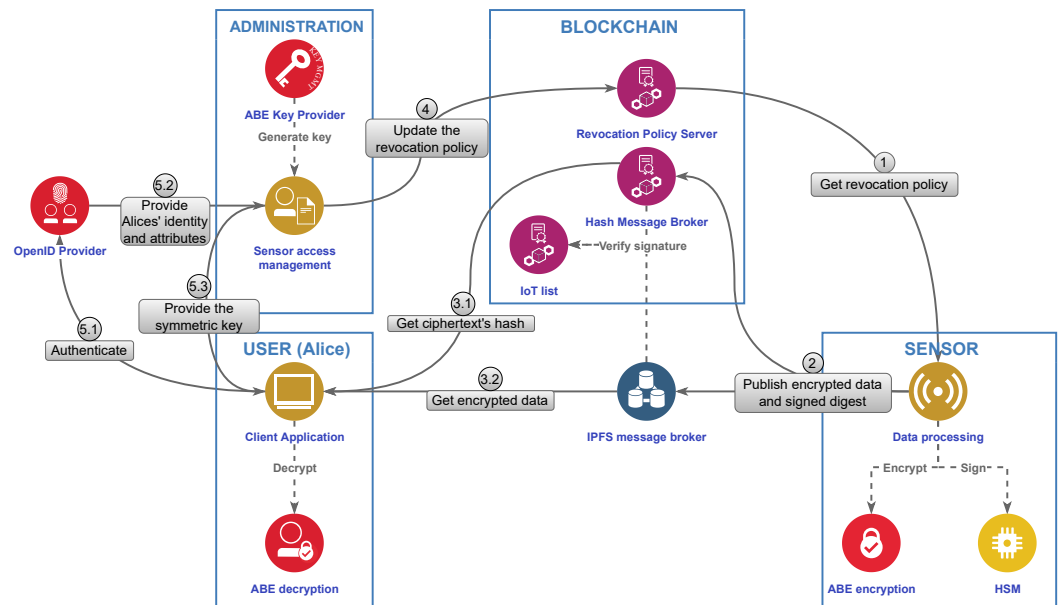 ADMINISTRATION
BLOCKCHAIN
KEY MGMT
ABE Key Provider
Generate key
4
Update the
revocation policy
Revocation Policy Server
1
Get revocation policy
5.2
Provide
Alices' identity
and attributes
OpenID Provider
Sensor access
management
Hash Message Broker
Verify signature
IoT list
5.3
Provide the
symmetric key
3.1
Get ciphertext's hash
5.1
Authenticate
USER (Alice)
Client Application
3.2
Get encrypted data
IPFS message broker
2
Publish encrypted data
and signed digest
SENSOR
Data processing
Decrypt
Encrypt
Sign
ABE decryption
ABE encryption
HSM